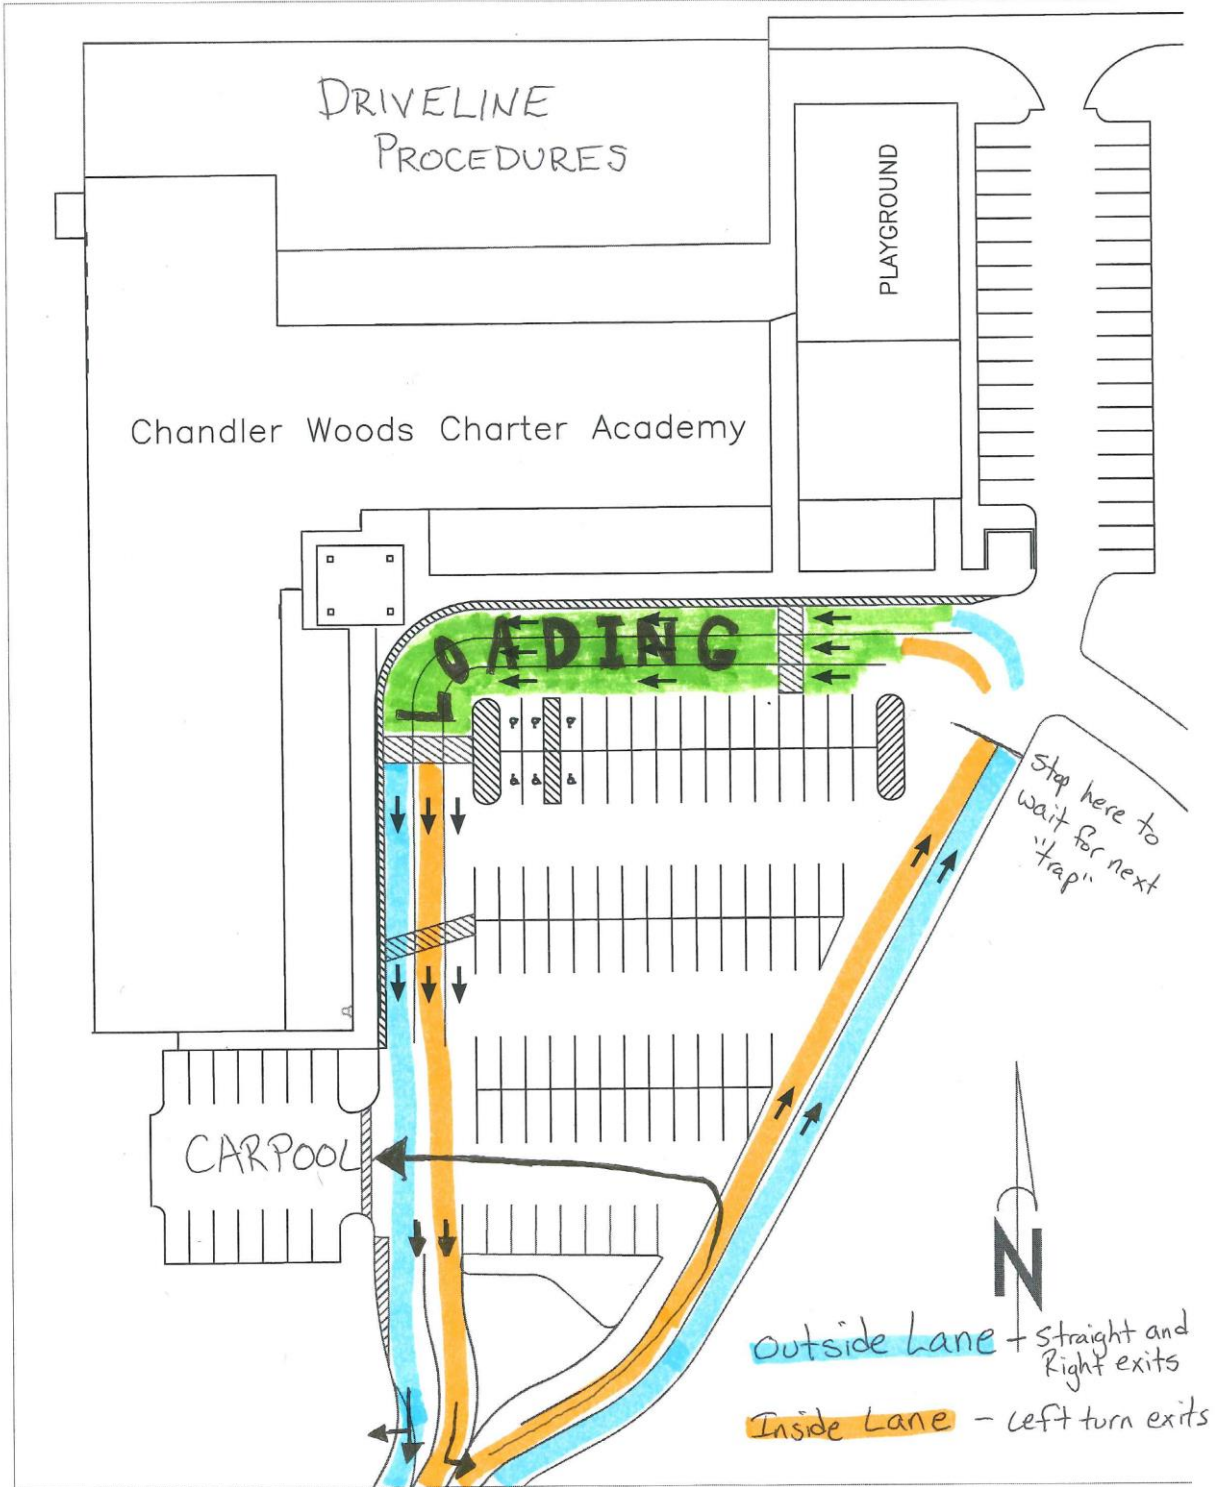 DRIVELINE
PROCEDURES
PLAYGROUND
Chandler Woods Charter Academy
LOADING
Stop here to
wait for next
"trap"
CARPOOL
N
Outside Lane - Straight and
Right exits
Inside Lane - Left turn exits